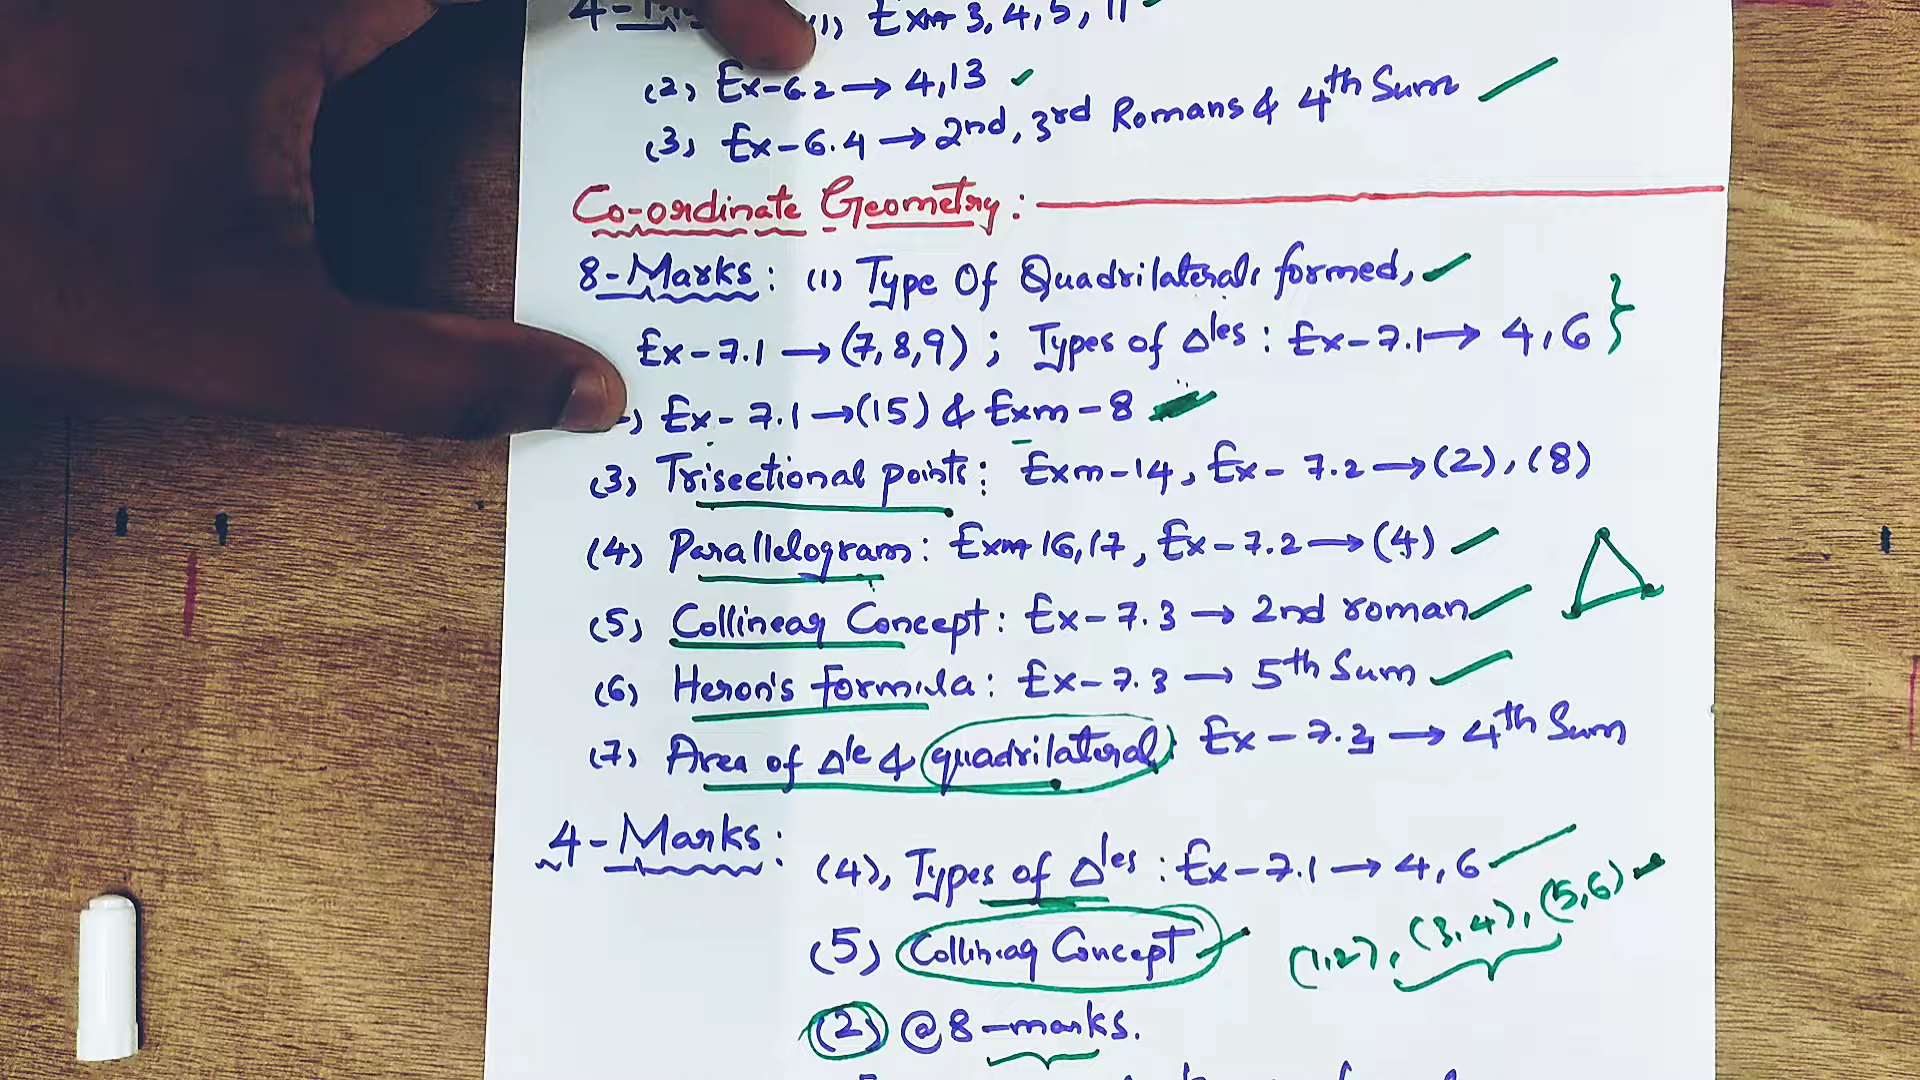 (1) Exm 3, 4, 5, 11
(2) Ex-6.2 → 4,13
(3) Ex-6.4 → 2nd, 3rd Romans & 4th Sum
Co-ordinate Geometry:
8-Marks: (1) Type Of Quadrilaterals formed,
Ex-7.1 → (7,8,9) ; Types of Δles : Ex-7.1 → 4, 6
Ex-7.1 → (15) & Exm-8
(3) Trisectional points: Exm-14, Ex-7.2 → (2), (8)
(4) Parallelogram: Exm 16,17, Ex-7.2 → (4)
(5) Collinear Concept: Ex-7.3 → 2nd roman
(6) Heron's formula: Ex-7.3 → 5th Sum
(7) Area of Δle & quadrilateral: Ex-7.3 → 4th Sum
4-Marks:
(4), Types of Δles : Ex-7.1 → 4, 6
(5) Collinear Concept
(1,2), (3,4), (5,6)
(2) @ 8-marks.